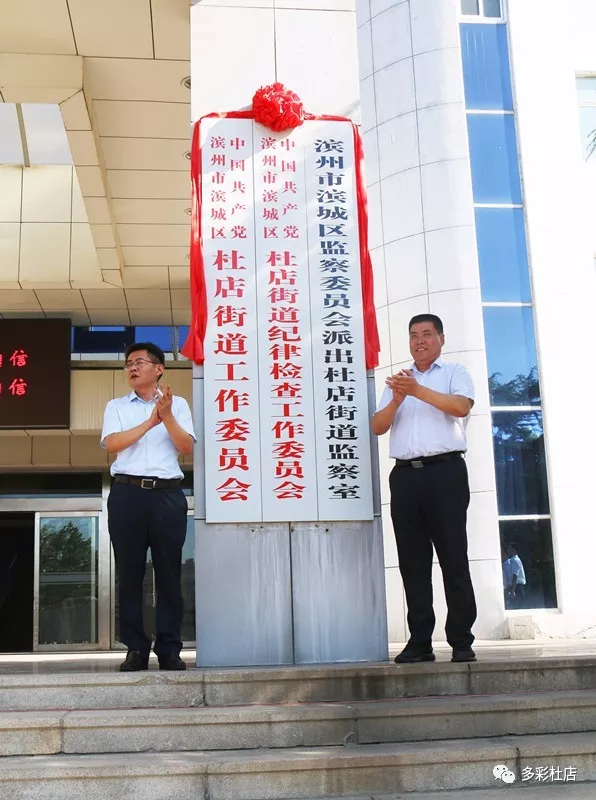 中国共产党
滨州市滨城区
杜店街道工作委员会
中国共产党
滨州市滨城区
杜店街道纪律检查工作委员会
滨州市滨城区监察委员会派出杜店街道监察室
信
信
多彩杜店